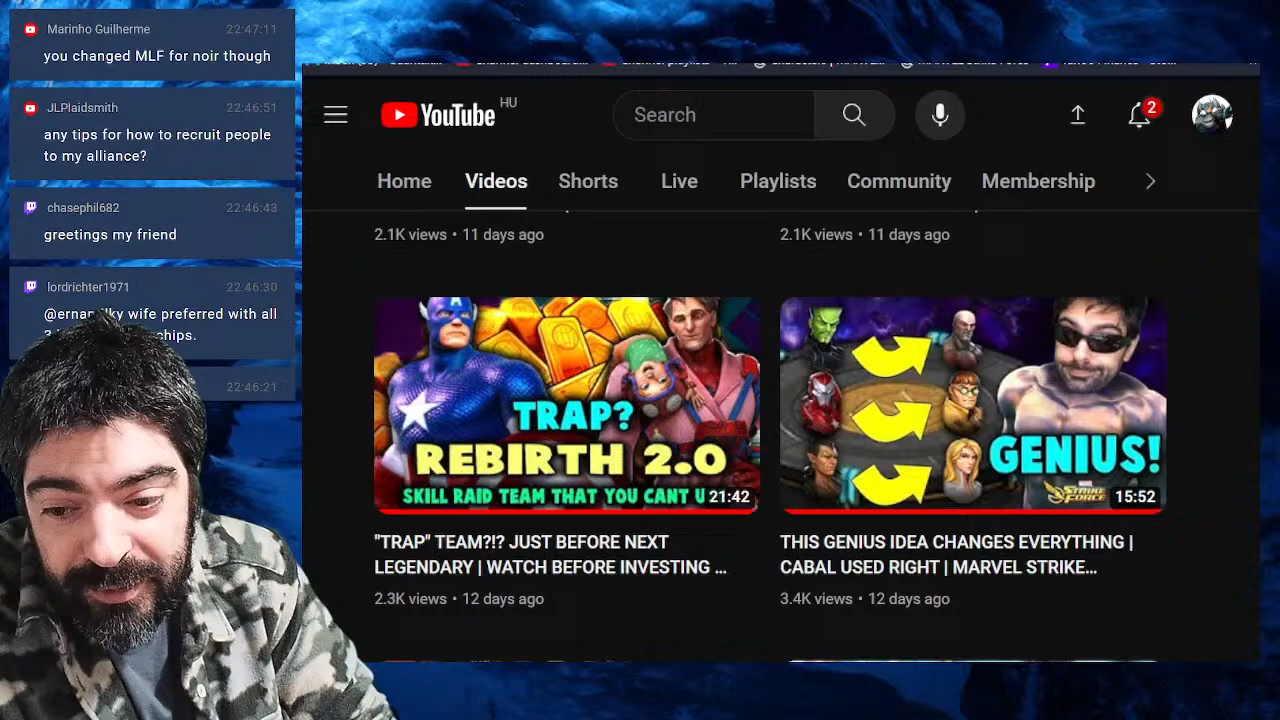 Marinho Guilherme 22:47:11
you changed MLF for noir though
JLPlaidsmith 22:46:51
any tips for how to recruit people
to my alliance?
chasephil682 22:46:43
greetings my friend
lordrichter1971 22:46:30
wife preferred with all
3
chips.
22:46:21
YouTube HU
Search
2
Home Videos Shorts Live Playlists Community Membership
2.1K views • 11 days ago
2.1K views • 11 days ago
TRAP?
REBIRTH 2.0
SKILL RAID TEAM THAT YOU CANT U
21:42
GENIUS!
MARVEL
STRIKE
FORCE
15:52
"TRAP" TEAM?!? JUST BEFORE NEXT
LEGENDARY | WATCH BEFORE INVESTING ...
2.3K views • 12 days ago
THIS GENIUS IDEA CHANGES EVERYTHING |
CABAL USED RIGHT | MARVEL STRIKE...
3.4K views • 12 days ago